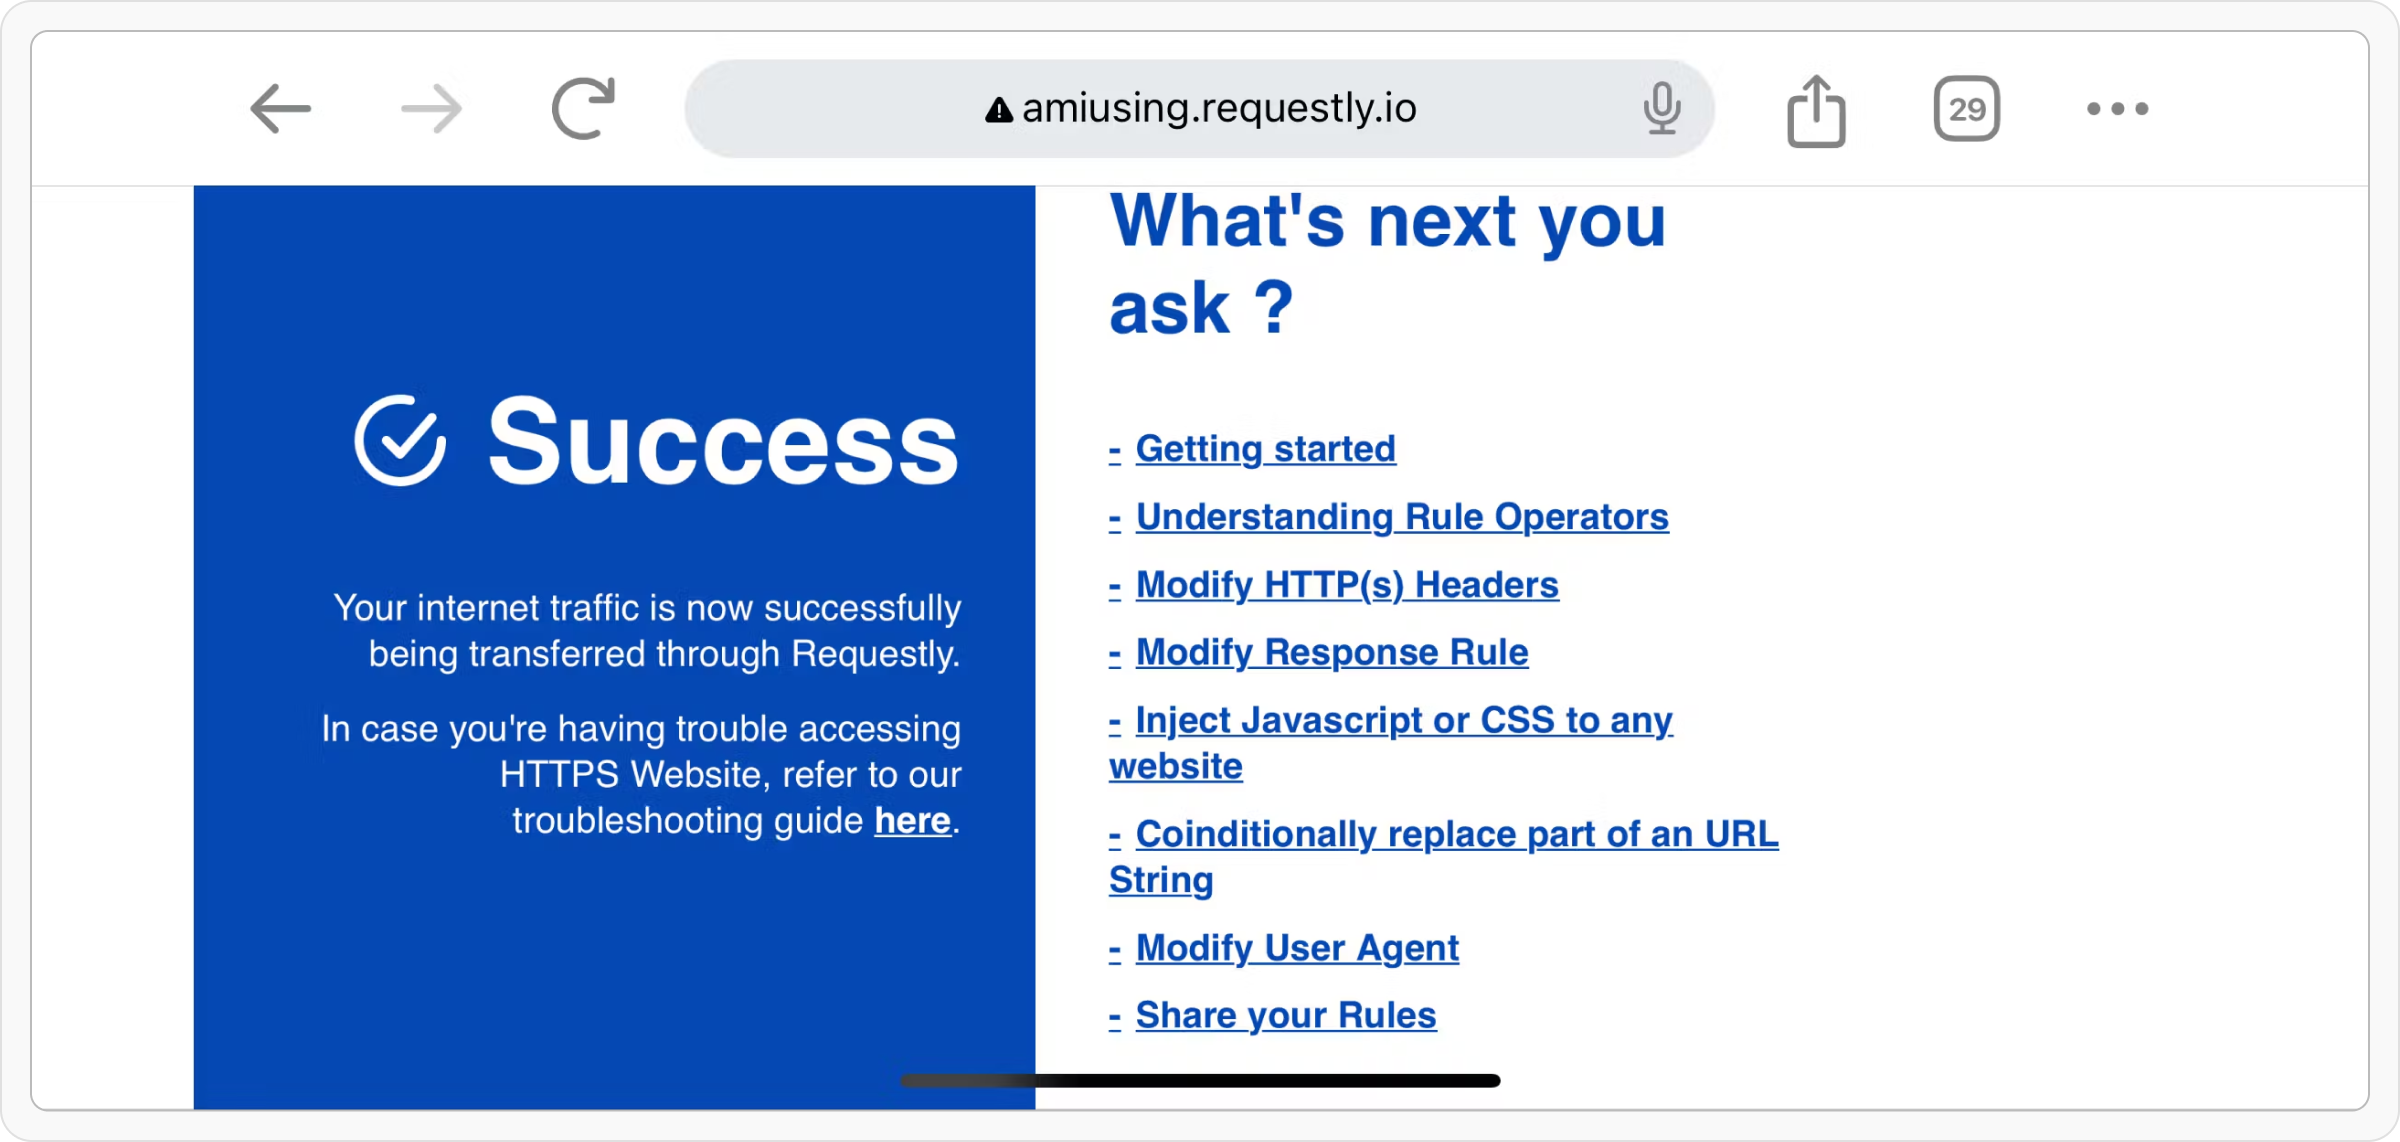 amiusing.requestly.io
29
Success
Your internet traffic is now successfully
being transferred through Requestly.
In case you're having trouble accessing
HTTPS Website, refer to our
troubleshooting guide here.
What's next you
ask ?
- Getting started
- Understanding Rule Operators
- Modify HTTP(s) Headers
- Modify Response Rule
- Inject Javascript or CSS to any
website
- Coinditionally replace part of an URL
String
- Modify User Agent
- Share your Rules